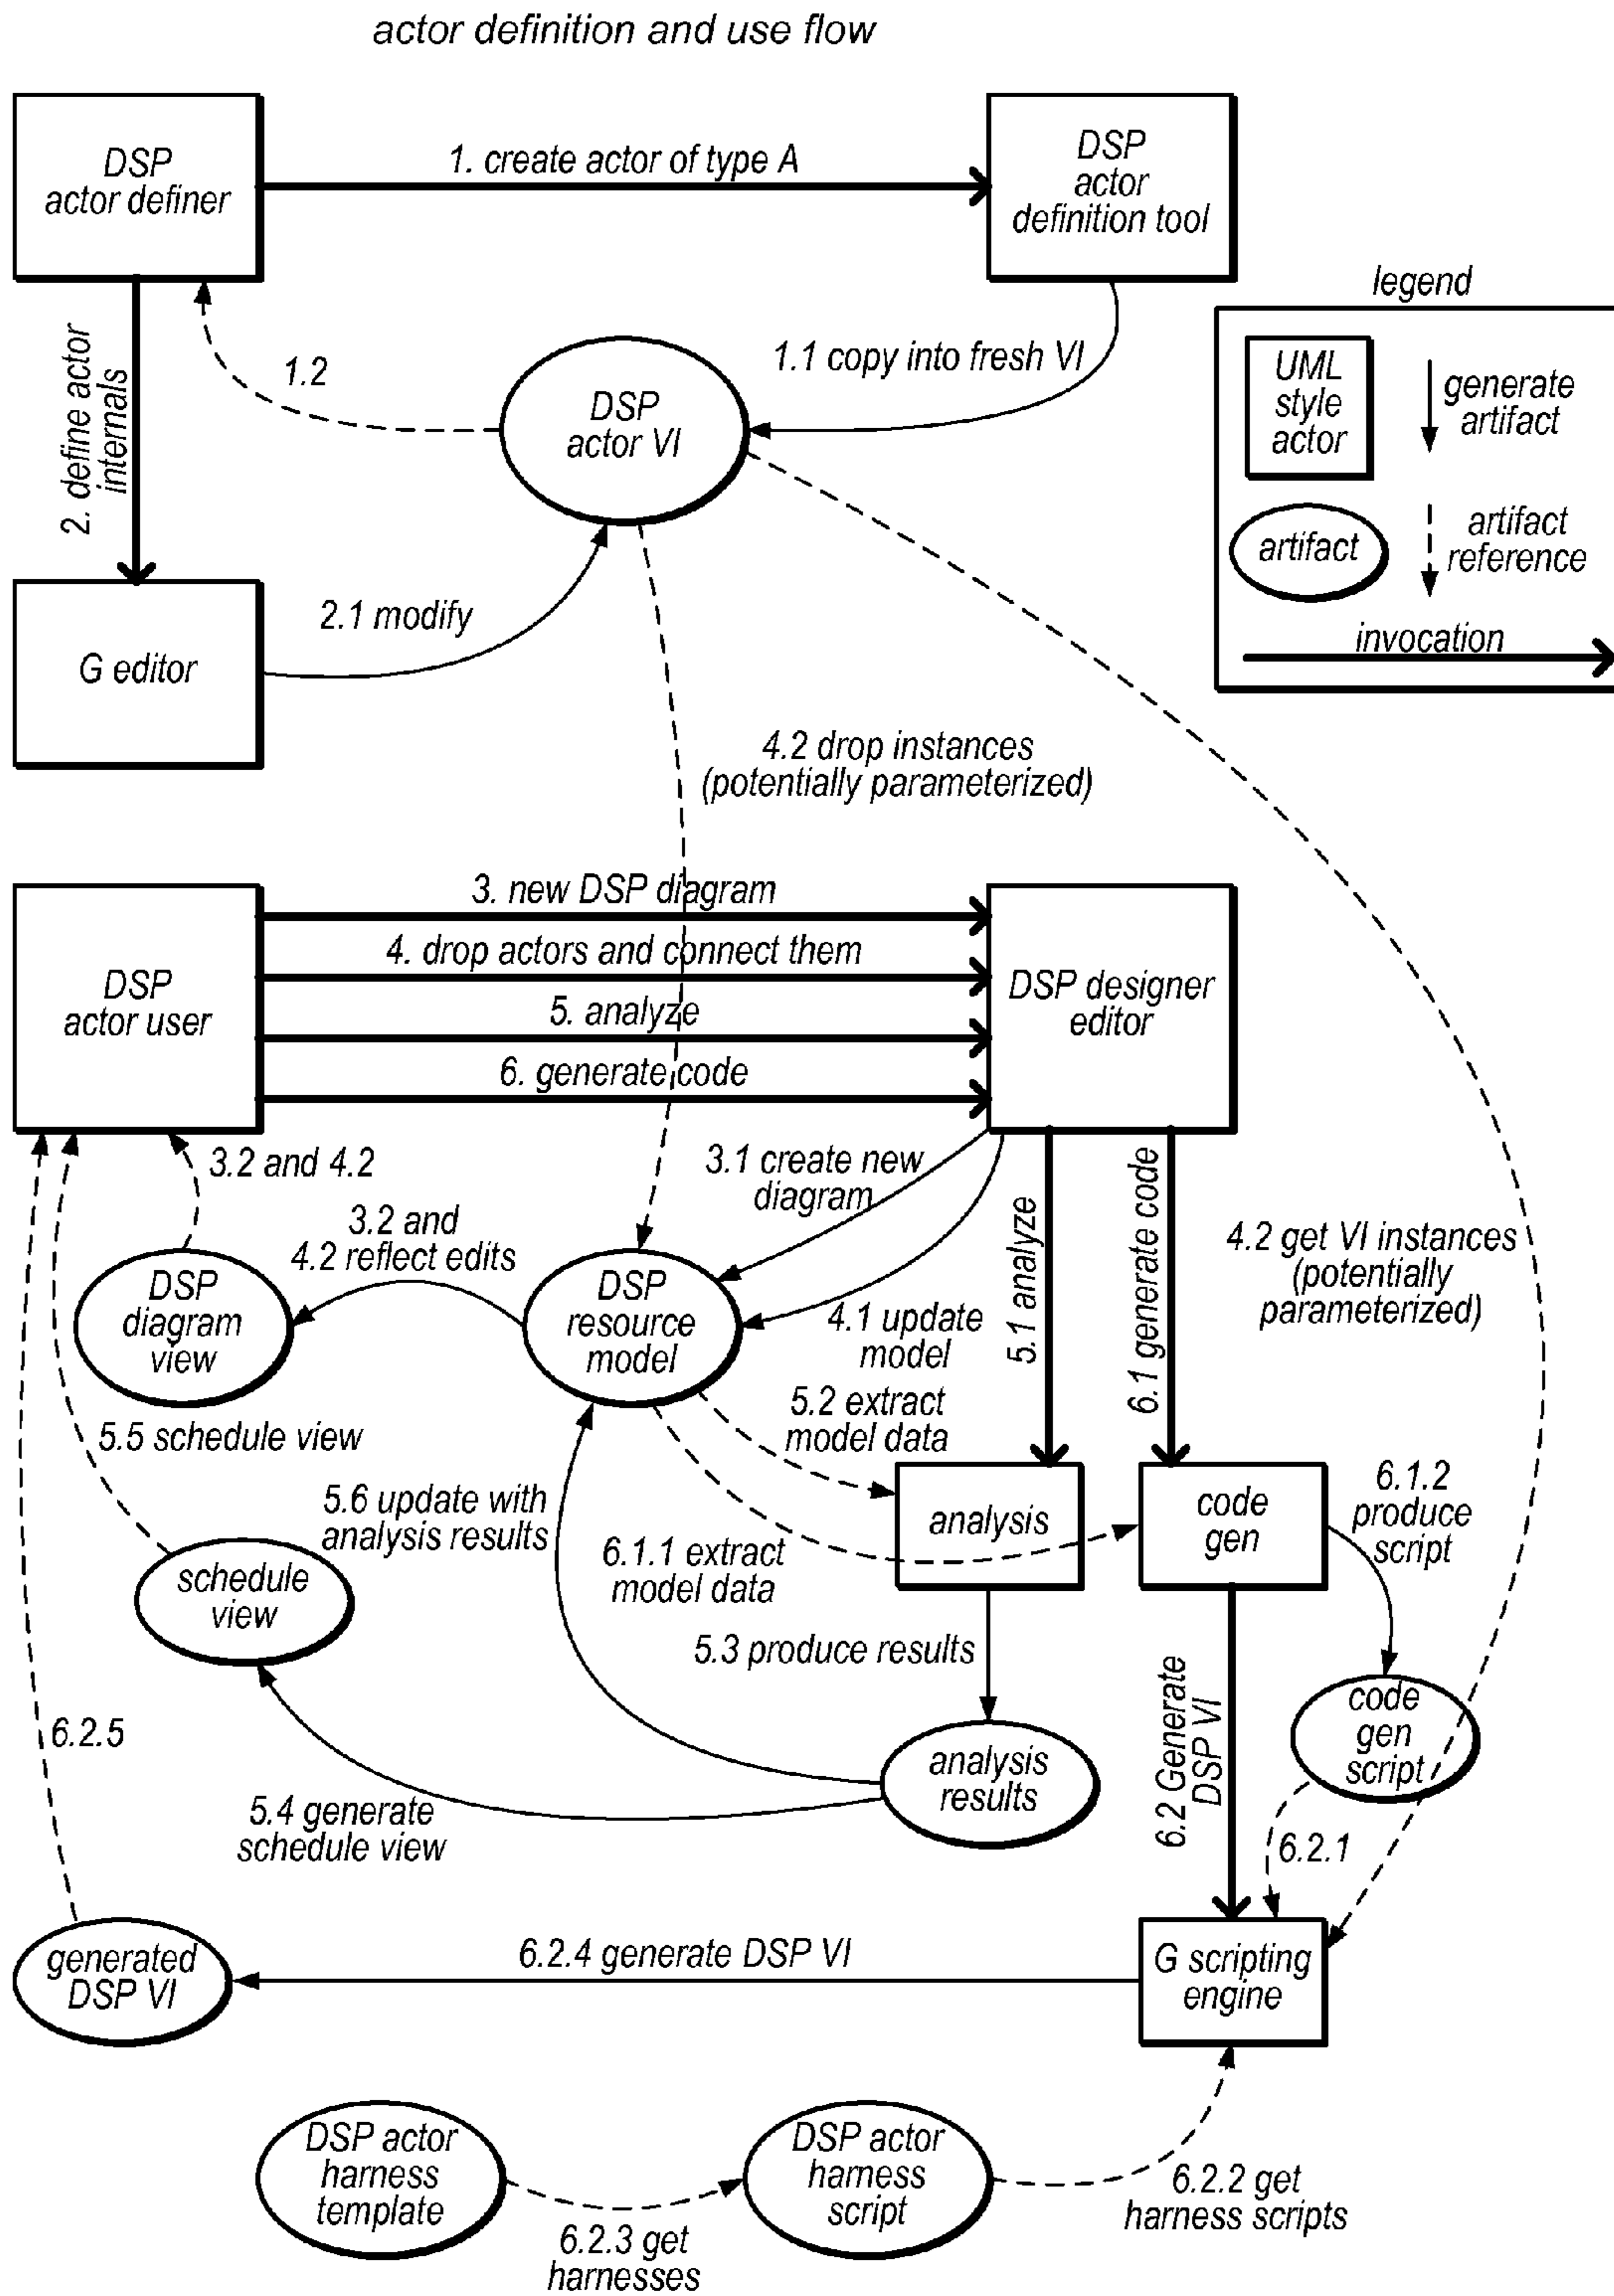 actor definition and use flow
DSP
actor definer
1. create actor of type A
DSP
actor
definition tool
legend
UML
style
actor
generate
artifact
artifact
artifact
reference
invocation
1.1 copy into fresh VI
1.2
DSP
actor VI
2. define actor
internals
G editor
2.1 modify
4.2 drop instances
(potentially parameterized)
DSP
actor user
3. new DSP diagram
4. drop actors and connect them
5. analyze
6. generate code
DSP designer
editor
3.2 and 4.2
3.1 create new
diagram
3.2 and
4.2 reflect edits
DSP
diagram
view
DSP
resource
model
4.1 update
model
5.1 analyze
6.1 generate code
4.2 get VI instances
(potentially
parameterized)
5.2 extract
model data
5.5 schedule view
5.6 update with
analysis results
6.1.1 extract
model data
analysis
code
gen
6.1.2
produce
script
schedule
view
5.3 produce results
code
gen
script
6.2 Generate
DSP VI
6.2.5
analysis
results
5.4 generate
schedule view
6.2.1
generated
DSP VI
6.2.4 generate DSP VI
G scripting
engine
DSP actor
harness
template
DSP actor
harness
script
6.2.2 get
harness scripts
6.2.3 get
harnesses